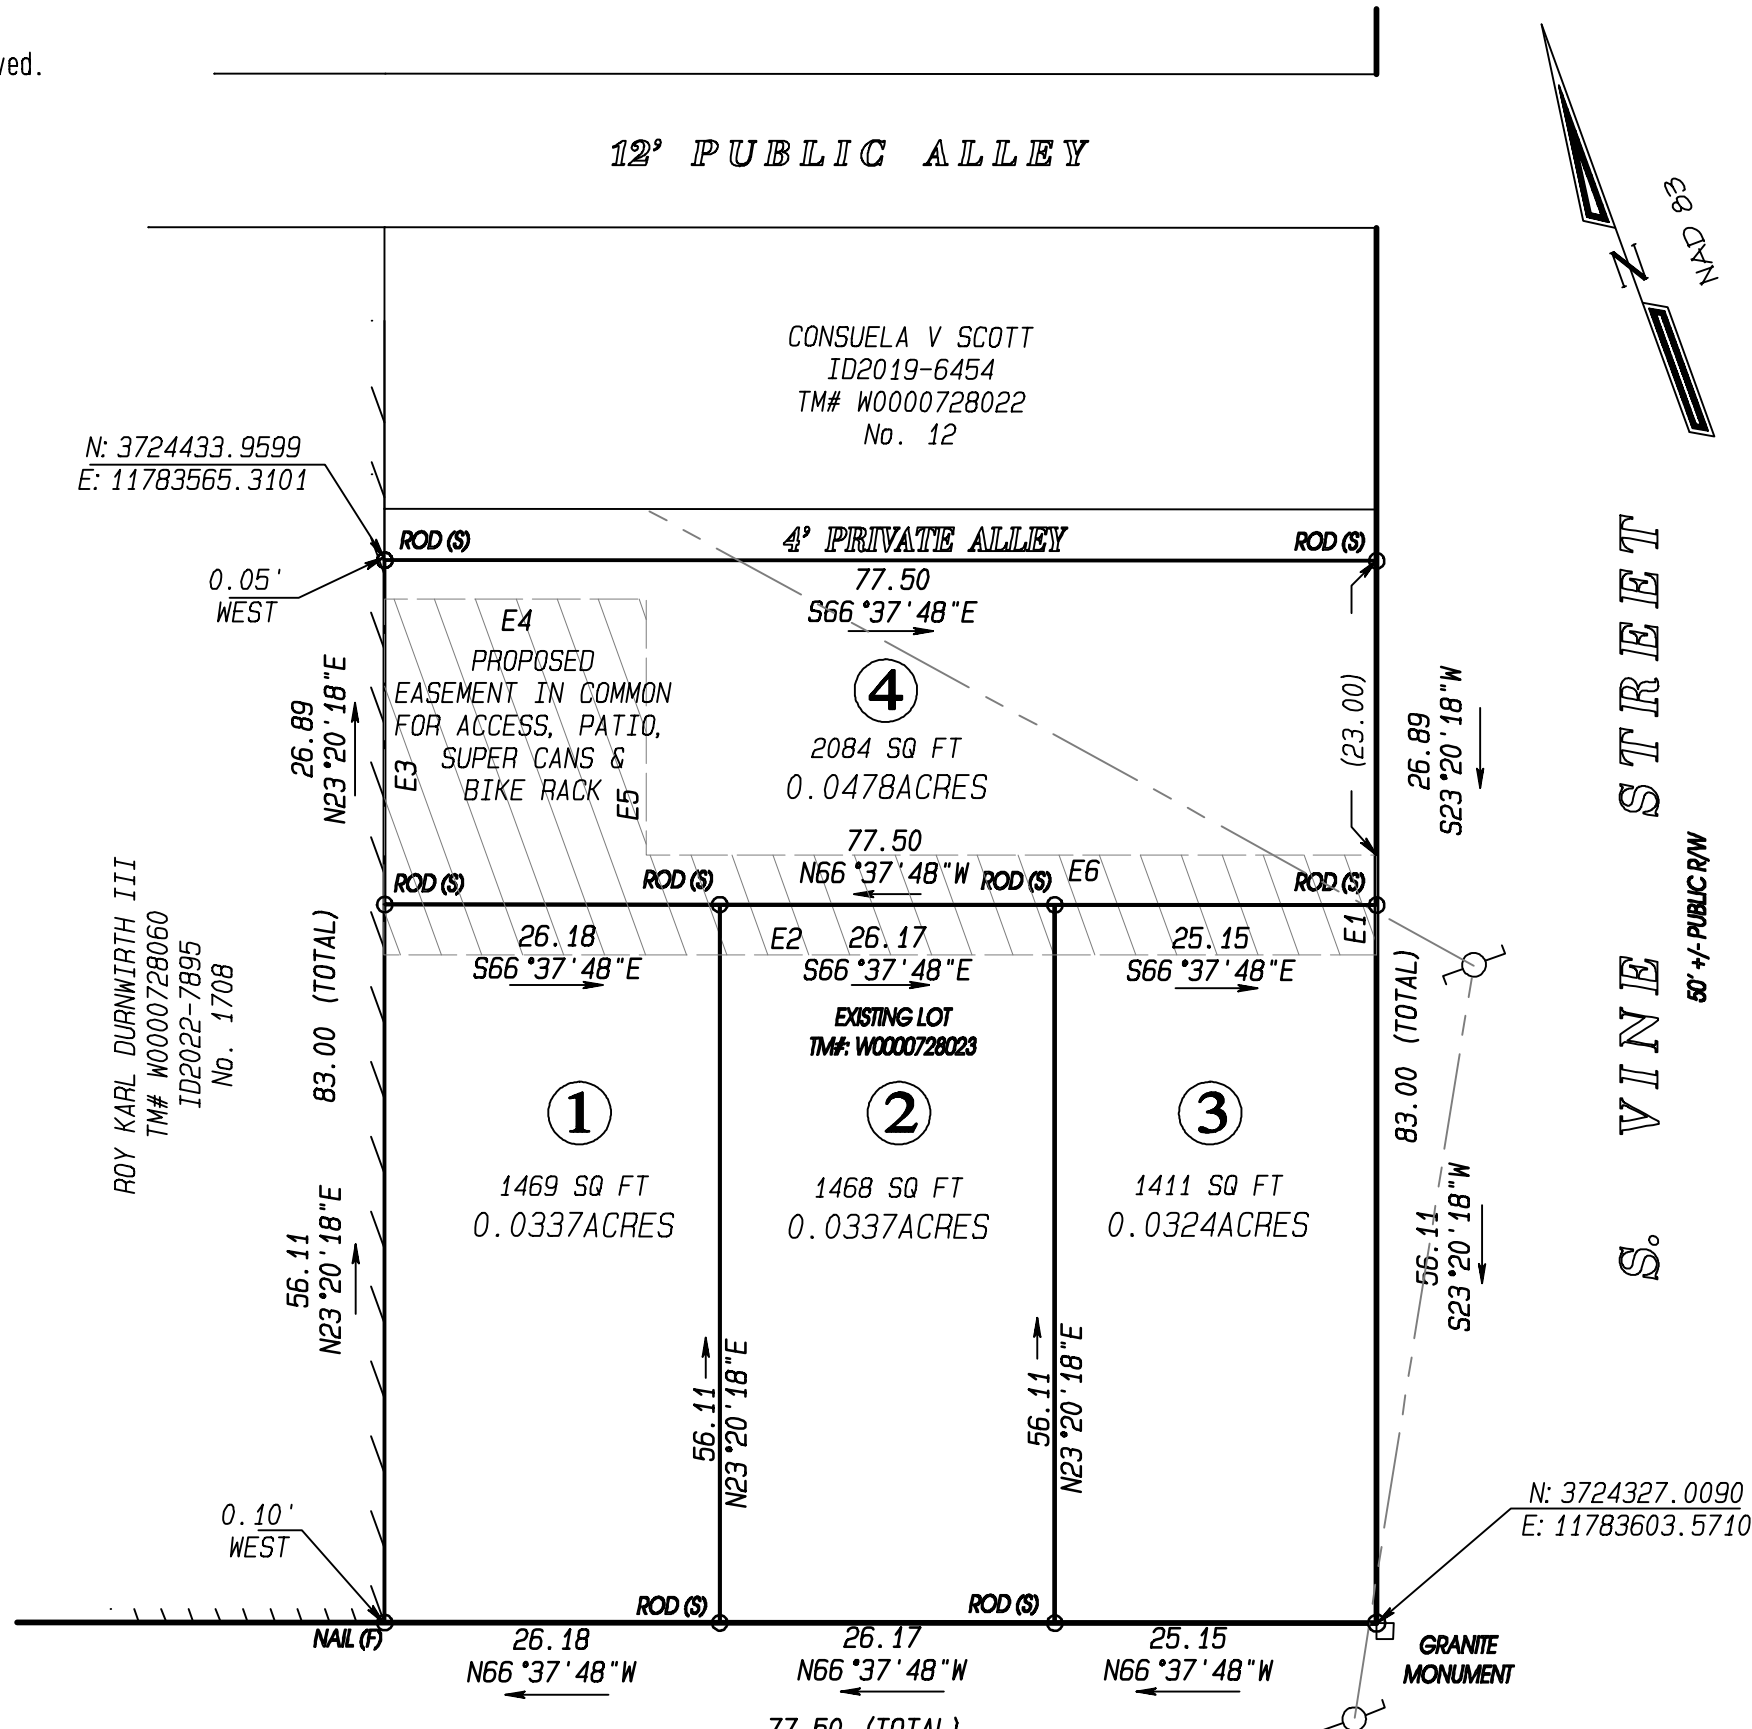 ved.
12' PUBLIC ALLEY
NAD 83
N
CONSUELA V SCOTT
ID2019-6454
TM# W0000728022
No. 12
N: 3724433.9599
E: 11783565.3101
0.05'
WEST
ROD (S)
4' PRIVATE ALLEY
ROD (S)
77.50
S66°37'48"E
E4
PROPOSED
EASEMENT IN COMMON
FOR ACCESS, PATIO,
SUPER CANS &
BIKE RACK
E3
E5
26.89
N23°20'18"E
4
2084 SQ FT
0.0478ACRES
(23.00)
26.89
S23°20'18"W
S. VINE STREET
50' +/- PUBLIC R/W
77.50
N66°37'48"W
E6
ROD (S)
ROD (S)
ROD (S)
ROD (S)
E1
E2
26.18
S66°37'48"E
26.17
S66°37'48"E
25.15
S66°37'48"E
ROY KARL DURNWIRTH III
TM# W0000728060
ID2022-7895
No. 1708
83.00 (TOTAL)
83.00 (TOTAL)
EXISTING LOT
TM#: W0000728023
1
1469 SQ FT
0.0337ACRES
2
1468 SQ FT
0.0337ACRES
3
1411 SQ FT
0.0324ACRES
56.11
N23°20'18"E
56.11
N23°20'18"E
56.11
N23°20'18"E
56.11
S23°20'18"W
N: 3724327.0090
E: 11783603.5710
0.10'
WEST
NAIL (F)
ROD (S)
ROD (S)
GRANITE
MONUMENT
26.18
N66°37'48"W
26.17
N66°37'48"W
25.15
N66°37'48"W
77.50 (TOTAL)